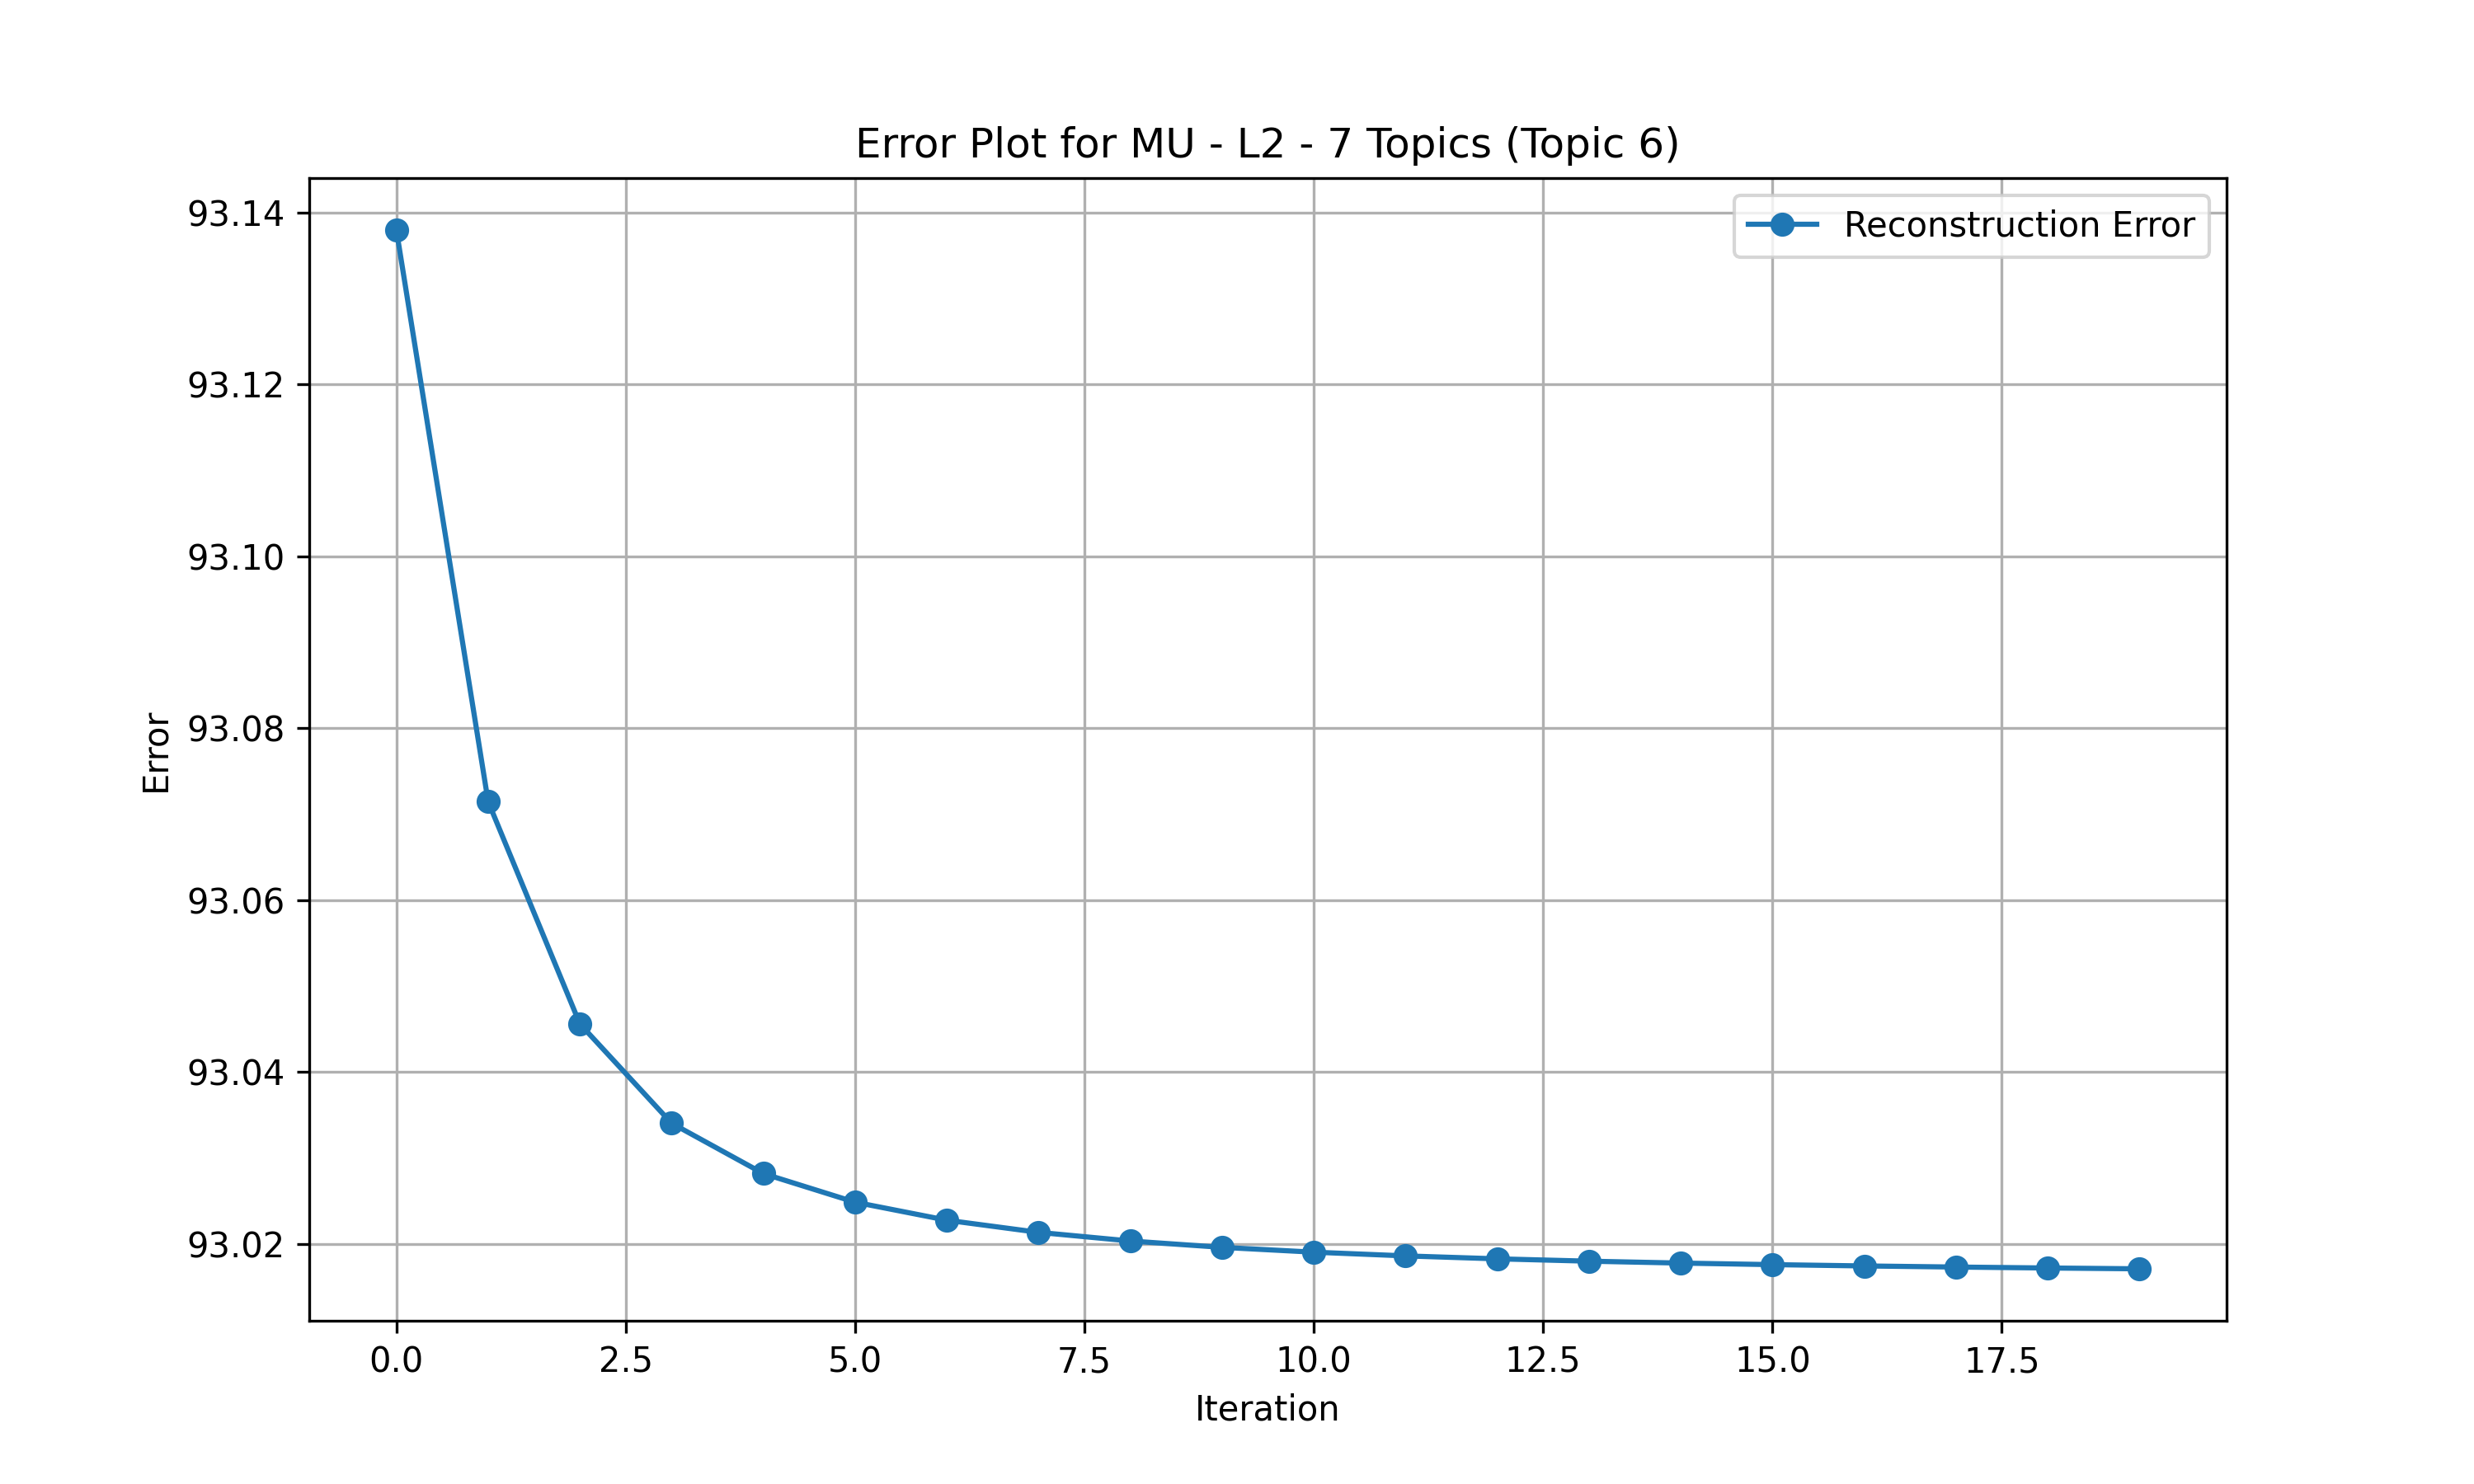 Error Plot for MU - L2 - 7 Topics (Topic 6)
Reconstruction Error
93.14
93.12
93.10
93.08
93.06
93.04
93.02
Error
0.0 2.5 5.0 7.5 10.0 12.5 15.0 17.5
Iteration